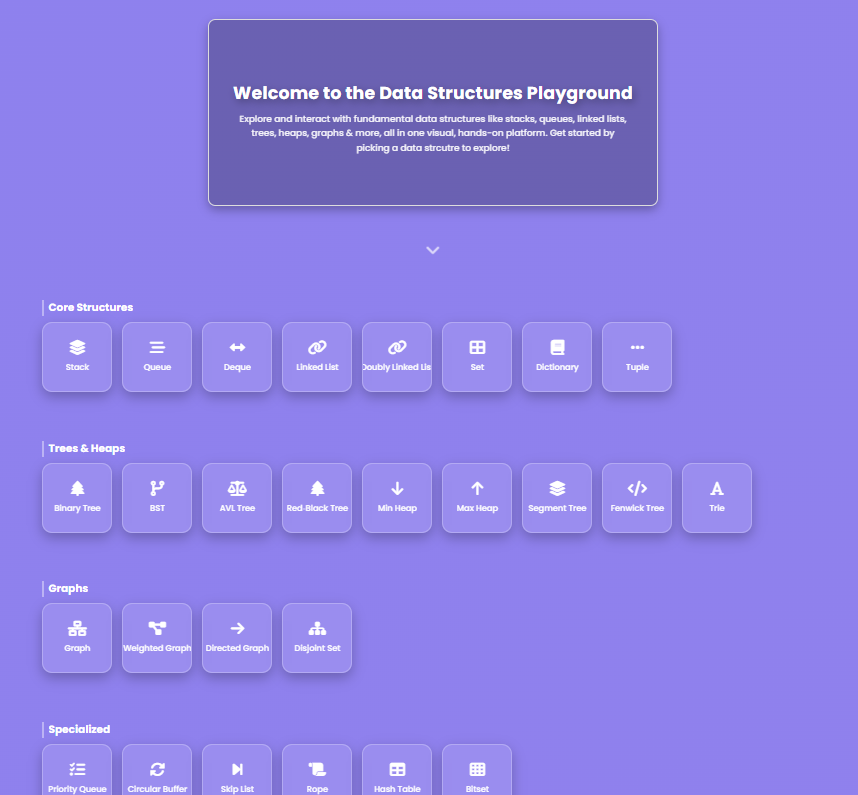 Welcome to the Data Structures Playground
Explore and interact with fundamental data structures like stacks, queues, linked lists,
trees, heaps, graphs & more, all in one visual, hands-on platform. Get started by
picking a data strcutre to explore!
Core Structures
Stack Queue Deque Linked List Doubly Linked Lis Set Dictionary Tuple
Trees & Heaps
Binary Tree BST AVL Tree Red-Black Tree Min Heap Max Heap Segment Tree Fenwick Tree Trie
Graphs
Graph Weighted Graph Directed Graph Disjoint Set
Specialized
Priority Queue Circular Buffer Skip List Rope Hash Table Bitset